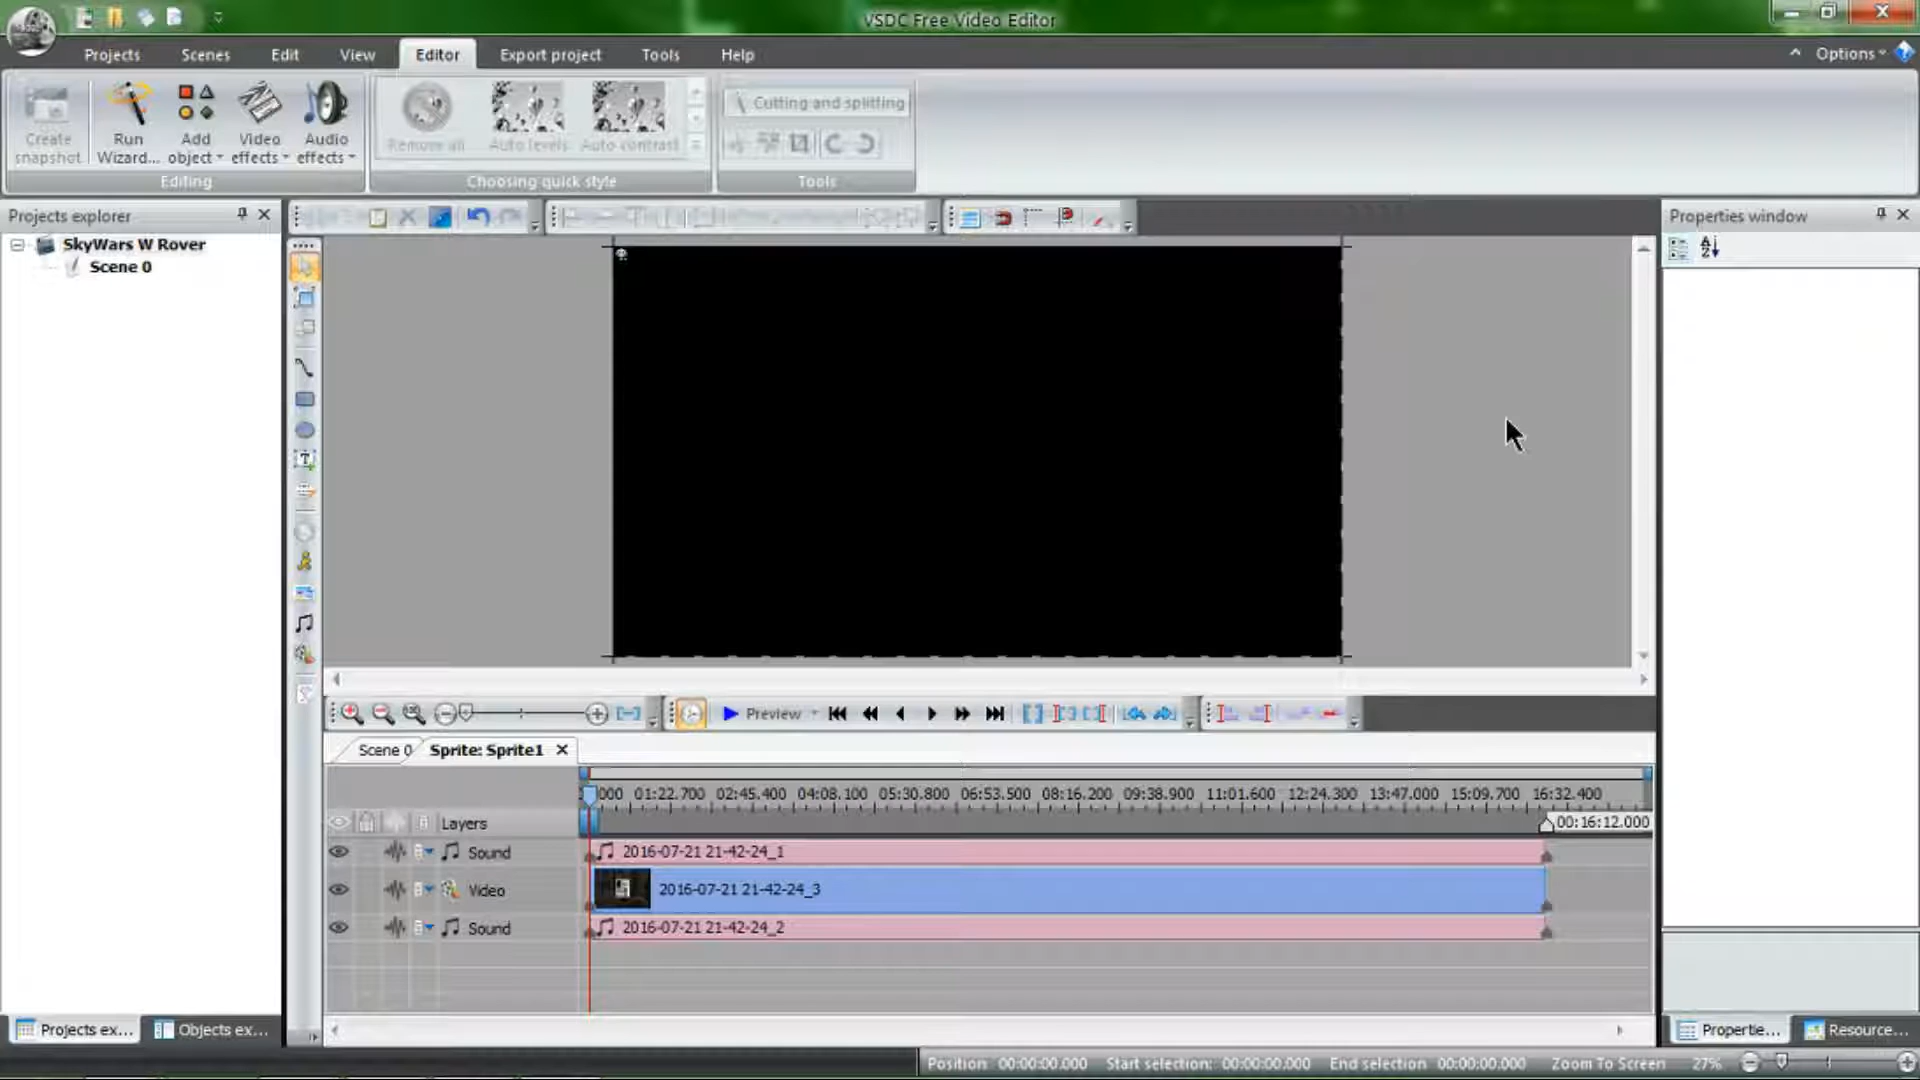 VSDC Free Video Editor
Projects Scenes Edit View Editor Export project Tools Help Options
Create snapshot
Run Wizard...
Add object
Video effects
Audio effects
Remove all
Auto levels
Auto contrast
Cutting and splitting
Editing
Choosing quick style
Tools
Projects explorer
SkyWars W Rover
Scene 0
Properties window
Preview
Scene 0
Sprite: Sprite1
000 01:22.700 02:45.400 04:08.100 05:30.800 06:53.500 08:16.200 09:38.900 11:01.600 12:24.300 13:47.000 15:09.700 16:32.400
Layers
00:16:12.000
Sound 2016-07-21 21-42-24_1
Video 2016-07-21 21-42-24_3
Sound 2016-07-21 21-42-24_2
Projects ex... Objects ex...
Propertie... Resource...
Position 00:00:00.000 Start selection: 00:00:00.000 End selection 00:00:00.000 Zoom To Screen 27%